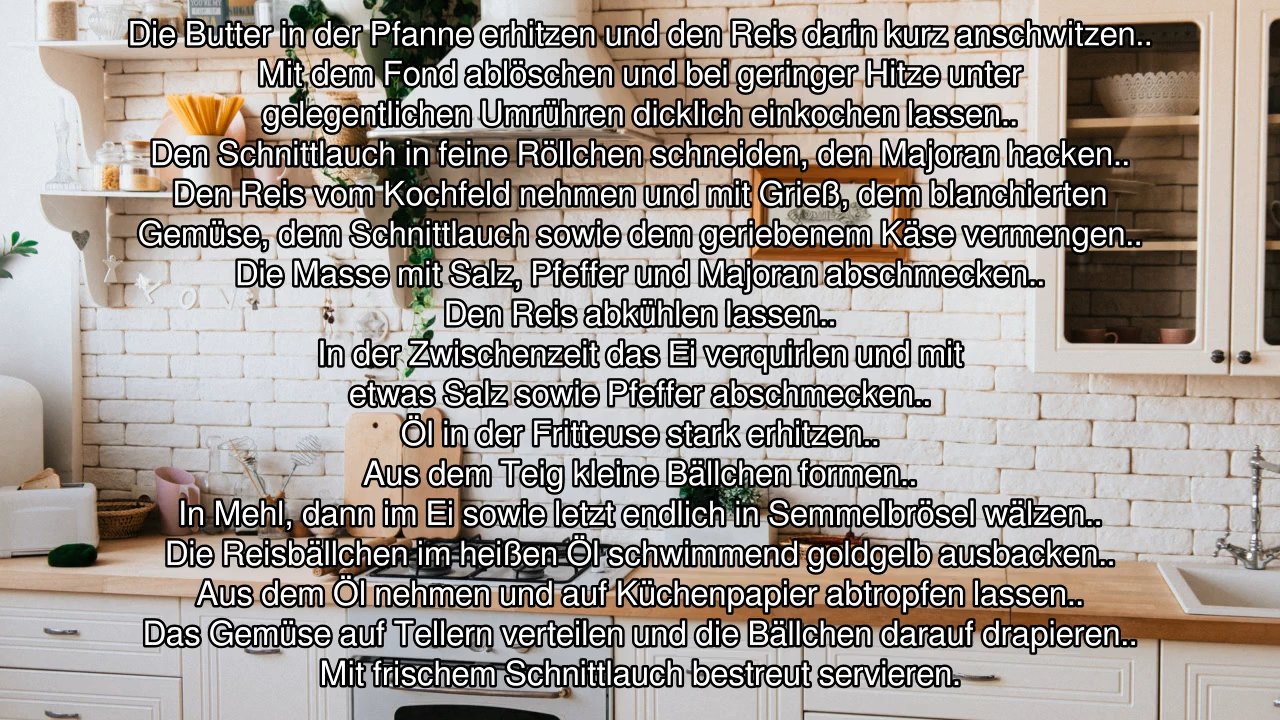 Die Butter in der Pfanne erhitzen und den Reis darin kurz anschwitzen..
Mit dem Fond ablöschen und bei geringer Hitze unter
gelegentlichen Umrühren dicklich einkochen lassen..
Den Schnittlauch in feine Röllchen schneiden, den Majoran hacken..
Den Reis vom Kochfeld nehmen und mit Grieß, dem blanchierten
Gemüse, dem Schnittlauch sowie dem geriebenem Käse vermengen..
Die Masse mit Salz, Pfeffer und Majoran abschmecken..
Den Reis abkühlen lassen..
In der Zwischenzeit das Ei verquirlen und mit
etwas Salz sowie Pfeffer abschmecken..
Öl in der Fritteuse stark erhitzen..
Aus dem Teig kleine Bällchen formen..
In Mehl, dann im Ei sowie letzt endlich in Semmelbrösel wälzen..
Die Reisbällchen im heißen Öl schwimmend goldgelb ausbacken..
Aus dem Öl nehmen und auf Küchenpapier abtropfen lassen..
Das Gemüse auf Tellern verteilen und die Bällchen darauf drapieren..
Mit frischem Schnittlauch bestreut servieren.